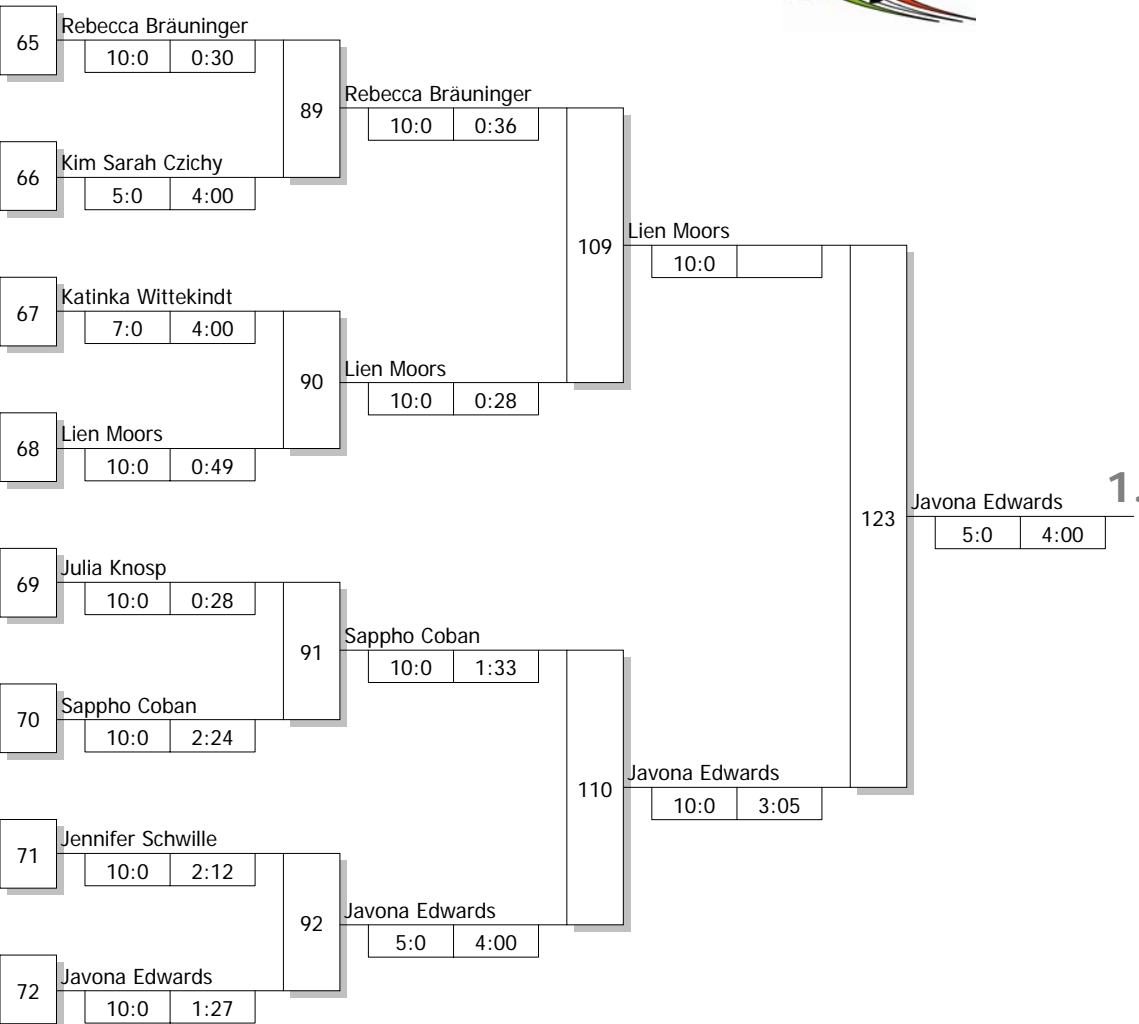 65 Rebecca Bräuninger
10:0 0:30
89 Rebecca Bräuninger
10:0 0:36
66 Kim Sarah Czichy
5:0 4:00
109 Lien Moors
10:0
67 Katinka Wittekindt
7:0 4:00
90 Lien Moors
10:0 0:28
68 Lien Moors
10:0 0:49
123 Javona Edwards 1.
5:0 4:00
69 Julia Knosp
10:0 0:28
91 Sappho Coban
10:0 1:33
70 Sappho Coban
10:0 2:24
110 Javona Edwards
10:0 3:05
71 Jennifer Schwille
10:0 2:12
92 Javona Edwards
5:0 4:00
72 Javona Edwards
10:0 1:27